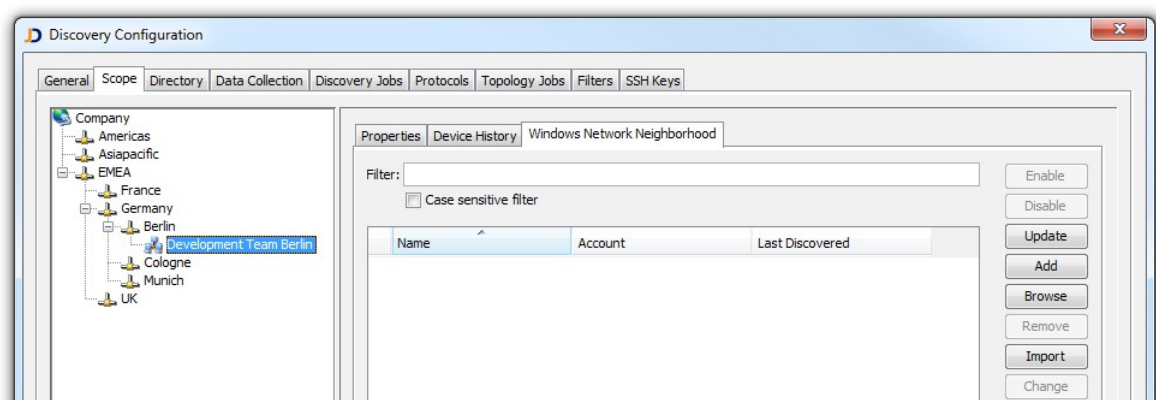 Discovery Configuration
General Scope Directory Data Collection Discovery Jobs Protocols Topology Jobs Filters SSH Keys
Company
Americas
Asiapacific
EMEA
France
Germany
Berlin
Development Team Berlin
Cologne
Munich
UK
Properties Device History Windows Network Neighborhood
Filter:
Case sensitive filter
Name Account Last Discovered
Enable
Disable
Update
Add
Browse
Remove
Import
Change